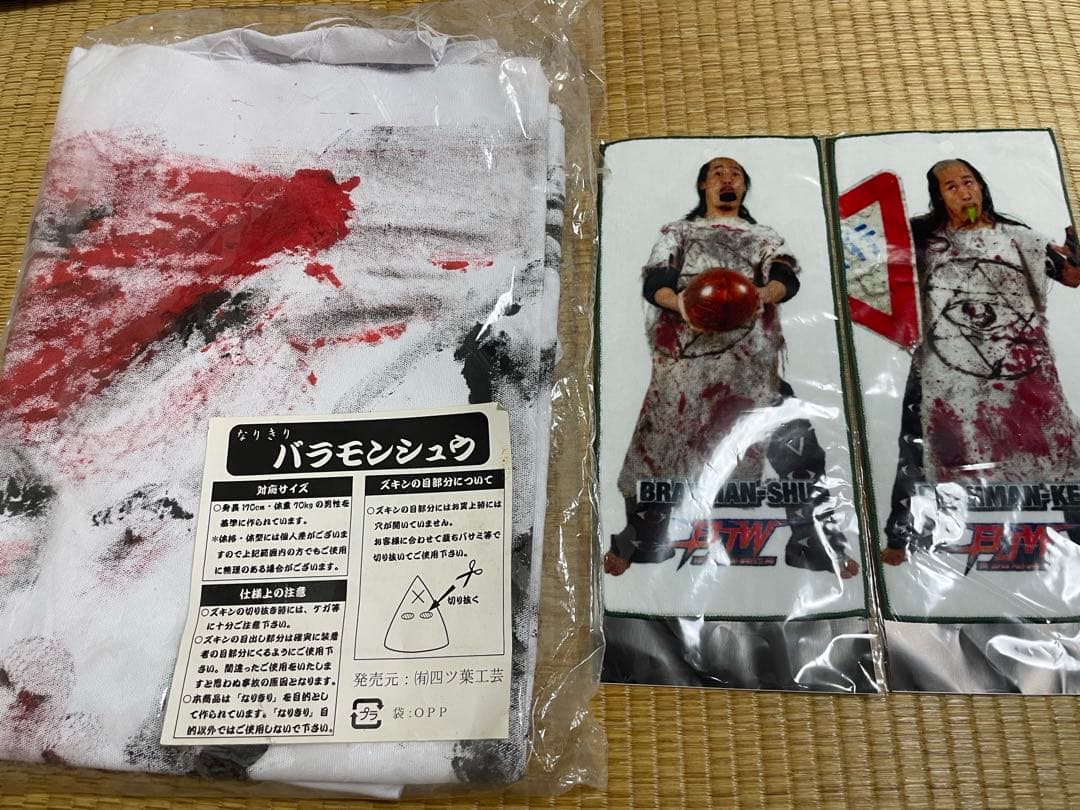 なりきり
バラモンシュウ
対応サイズ
○身長170cm・体重70kgの男性を
基準に作られています。
*体格・体型には個人差がございま
すので上記範囲内の方でもご使用
に無理のある場合がございます。
仕様上の注意
○ズキンの切り抜き時には、ケガ等
に十分ご注意下さい。
○ズキンの目出し部分は確実に装着
者の目部分にくるようにご使用下
さい。間違ったご使用をいたしま
すと思わぬ事故の原因となります。
○本商品は「なりきり」を目的とし
て作られています。「なりきり」目
的以外ではご使用しないで下さい。
ズキンの目部分について
○ズキンの目部分にはお買上時には
穴が開いていません。
お客様に合わせて最もハサミ等で
切り抜いてご使用下さい。
切り抜く
発売元:㈲四ツ葉工芸
プラ
袋:OPP
BRAHMAN-SHU
BJW
BJW